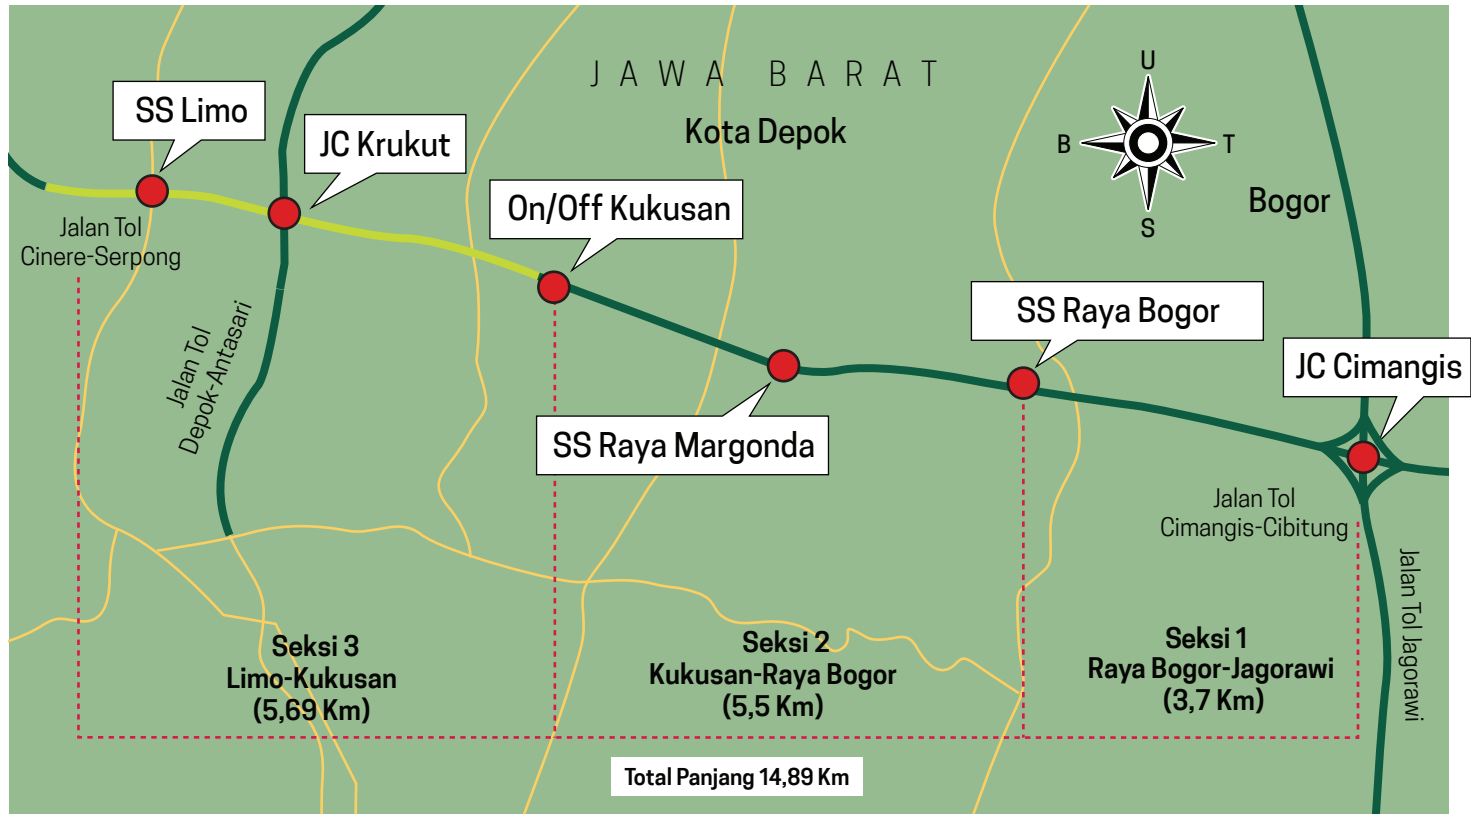 JAWA BARAT
Kota Depok
U
B
T
S
SS Limo
JC Krukut
On/Off Kukusan
Bogor
Jalan Tol
Cinere-Serpong
SS Raya Bogor
JC Cimangis
Jalan Tol
Depok-Antasari
SS Raya Margonda
Jalan Tol
Cimangis-Cibitung
Jalan Tol Jagorawi
Seksi 3
Limo-Kukusan
(5,69 Km)
Seksi 2
Kukusan-Raya Bogor
(5,5 Km)
Seksi 1
Raya Bogor-Jagorawi
(3,7 Km)
Total Panjang 14,89 Km